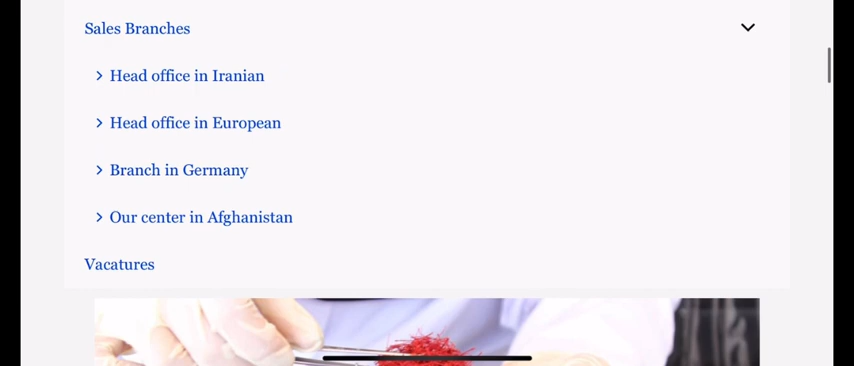 Sales Branches
Head office in Iranian
Head office in European
Branch in Germany
Our center in Afghanistan
Vacatures